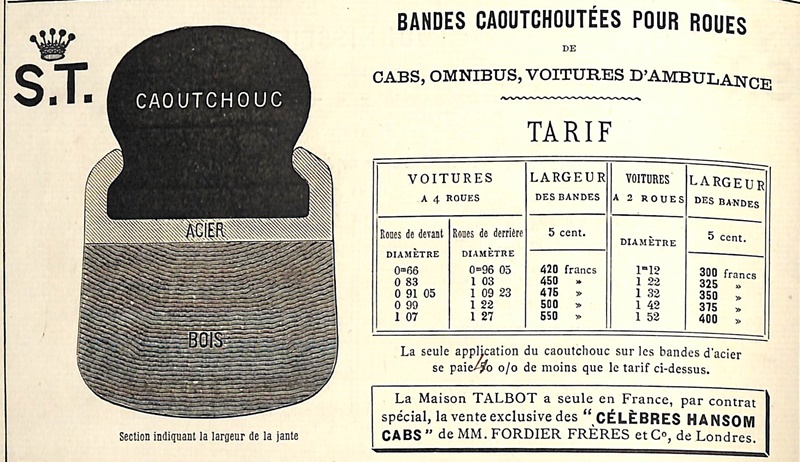 S.T.
CAOUTCHOUC
ACIER
BOIS
Section indiquant la largeur de la jante
BANDES CAOUTCHOUTÉES POUR ROUES
DE
CABS, OMNIBUS, VOITURES D'AMBULANCE
TARIF
VOITURES
A 4 ROUES
LARGEUR
DES BANDES
VOITURES
A 2 ROUES
LARGEUR
DES BANDES
Roues de devant
DIAMÈTRE
Roues de derrière
DIAMÈTRE
5 cent.
DIAMÈTRE
5 cent.
0m66 0m96 05 420 francs 1m12 300 francs
0 83 1 03 450 » 1 22 325 »
0 91 05 1 09 23 475 » 1 32 350 »
0 99 1 22 500 » 1 42 375 »
1 07 1 27 550 » 1 52 400 »
La seule application du caoutchouc sur les bandes d'acier
se paie 0 o/o de moins que le tarif ci-dessus.
La Maison TALBOT a seule en France, par contrat
spécial, la vente exclusive des "CÉLÈBRES HANSOM
CABS" de MM. FORDIER FRÈRES et Cº, de Londres.